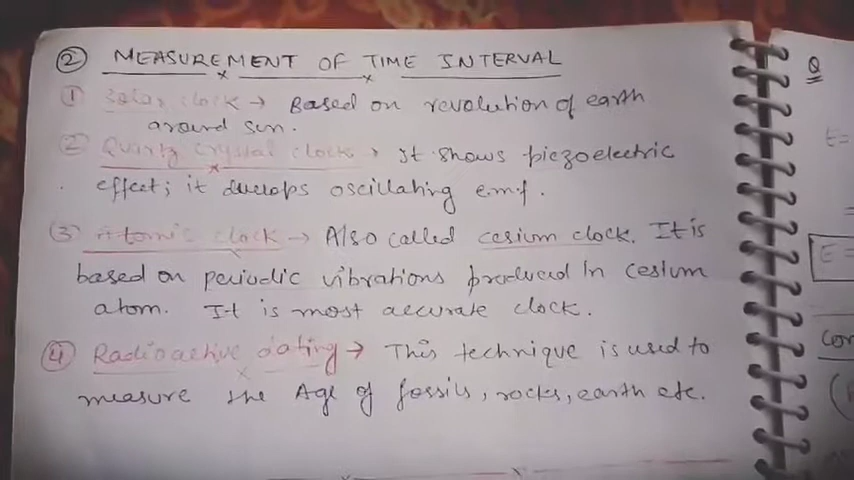 ② MEASUREMENT OF TIME INTERVAL
① Solar clock → Based on revolution of earth
around sun.
② Quartz crystal clock → It shows piezoelectric
effect; it develops oscillating emf.
③ Atomic clock → Also called cesium clock. It is
based on periodic vibrations produced in cesium
atom. It is most accurate clock.
④ Radioactive dating → This technique is used to
measure the Age of fossils, rocks, earth etc.
Q
t=
=
E=